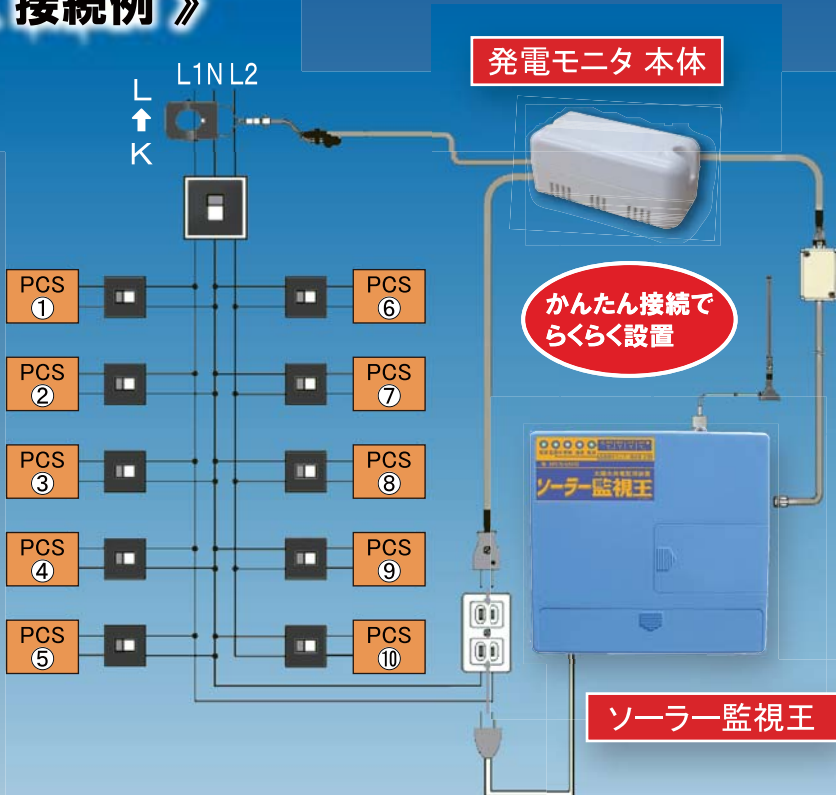 接続例 》
発電モニタ 本体
L1 N L2
L
K
PCS
①
PCS
⑥
かんたん接続で
らくらく設置
PCS
②
PCS
⑦
PCS
③
PCS
⑧
ソーラー監視王
PCS
④
PCS
⑨
PCS
⑤
PCS
⑩
ソーラー監視王